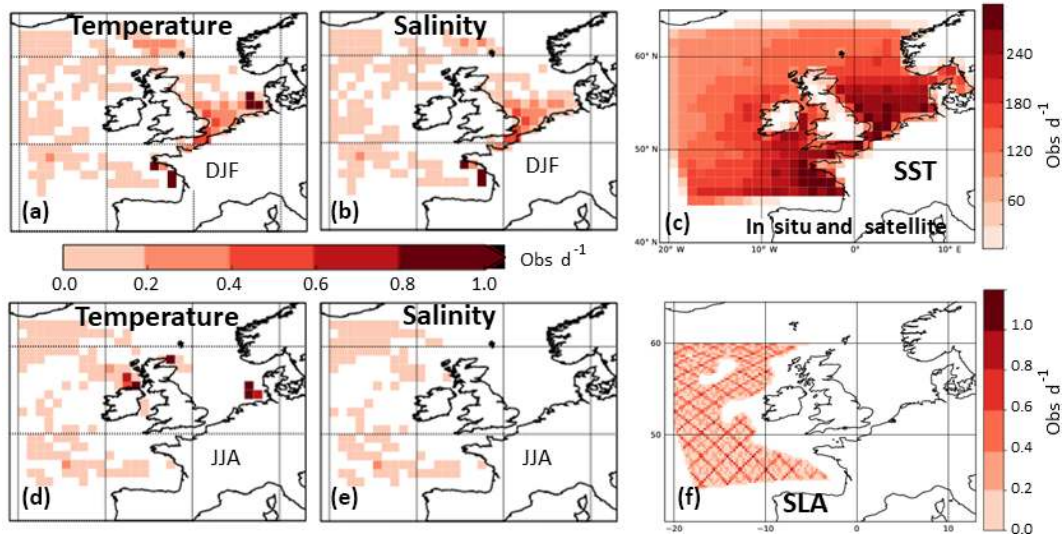 Temperature
DJF
(a)
Salinity
DJF
(b)
65° N
60° N
50° N
40° N
20° W
10° W
0°
10° E
SST
(c)
In situ and satellite
240
180
120
60
Obs d⁻¹
0.0 0.2 0.4 0.6 0.8 1.0
Obs d⁻¹
Temperature
JJA
(d)
Salinity
JJA
(e)
60
50
-20 -10 0 10
(f)
SLA
1.0
0.8
0.6
0.4
0.2
0.0
Obs d⁻¹